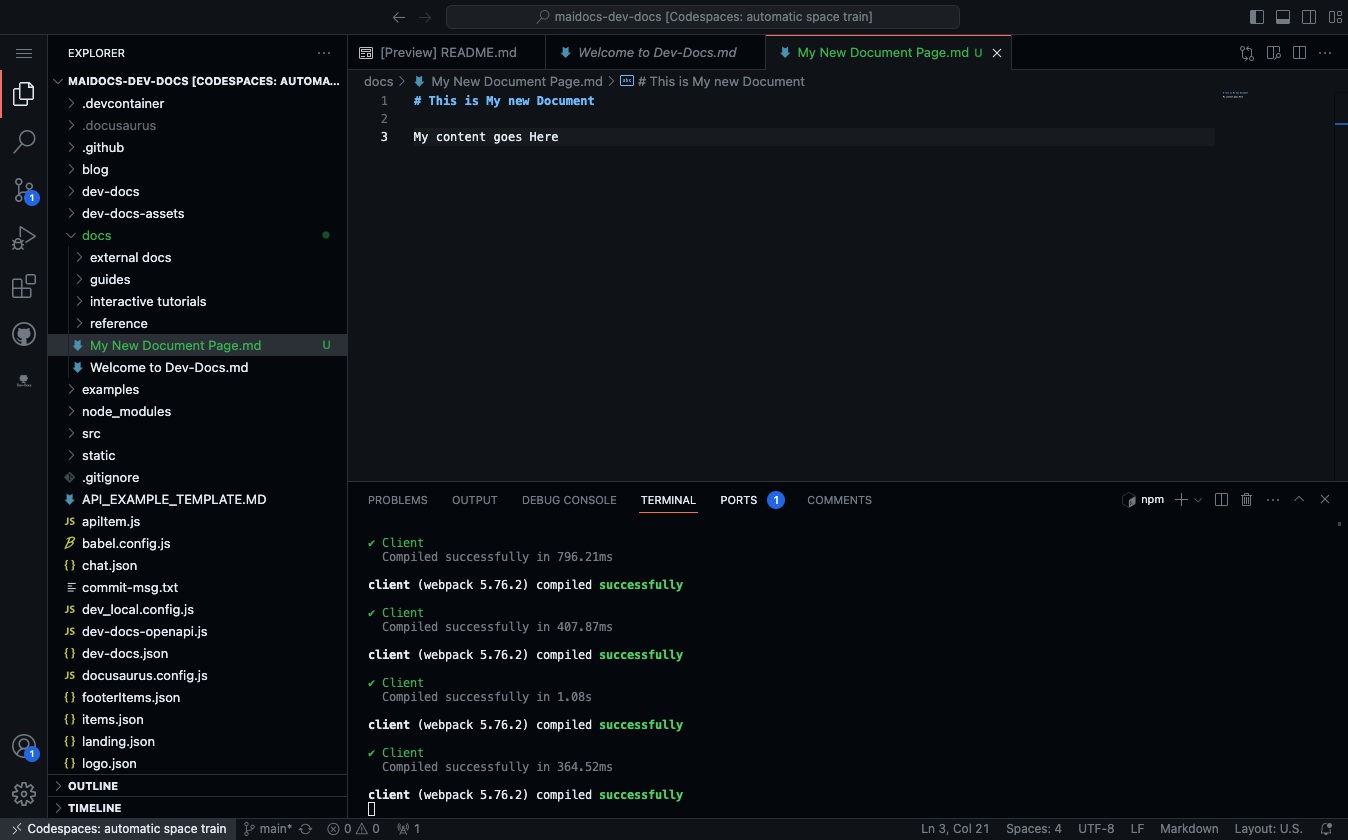 maidocs-dev-docs [Codespaces: automatic space train]
EXPLORER
MAIDOCS-DEV-DOCS [CODESPACES: AUTOMA...
.devcontainer
.docusaurus
.github
blog
dev-docs
dev-docs-assets
docs
external docs
guides
interactive tutorials
reference
My New Document Page.md U
Welcome to Dev-Docs.md
examples
node_modules
src
static
.gitignore
API_EXAMPLE_TEMPLATE.MD
JS apiItem.js
babel.config.js
{} chat.json
commit-msg.txt
JS dev_local.config.js
JS dev-docs-openapi.js
{} dev-docs.json
JS docusaurus.config.js
{} footerItems.json
{} items.json
{} landing.json
{} logo.json
OUTLINE
TIMELINE
1
1
[Preview] README.md
Welcome to Dev-Docs.md
My New Document Page.md U
docs > My New Document Page.md > # This is My new Document
1 # This is My new Document
2
3 My content goes Here
PROBLEMS OUTPUT DEBUG CONSOLE TERMINAL PORTS 1 COMMENTS
npm
✔ Client
Compiled successfully in 796.21ms
client (webpack 5.76.2) compiled successfully
✔ Client
Compiled successfully in 407.87ms
client (webpack 5.76.2) compiled successfully
✔ Client
Compiled successfully in 1.08s
client (webpack 5.76.2) compiled successfully
✔ Client
Compiled successfully in 364.52ms
client (webpack 5.76.2) compiled successfully
Codespaces: automatic space train main* 0 0 1
Ln 3, Col 21 Spaces: 4 UTF-8 LF Markdown Layout: U.S.